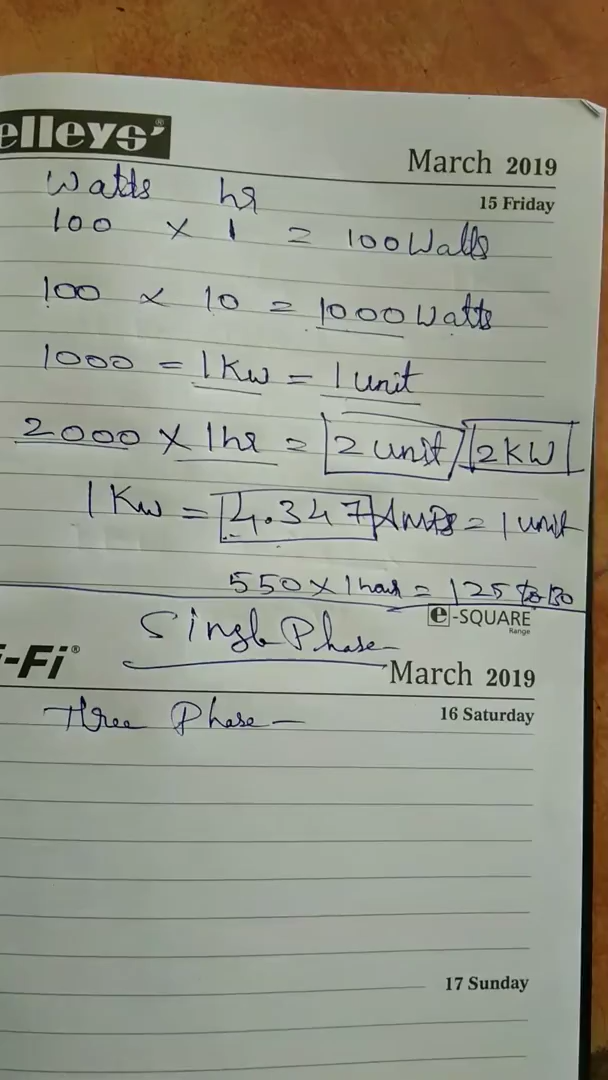 elleys'®
March 2019
15 Friday
Watts hr
100 × 1 = 100 Watts
100 × 10 = 1000 Watts
1000 = 1 Kw = 1 unit
2000 × 1 hr = 2 unit / 2 KW
1 Kw = 4.347 Amps = 1 unit
550 × 1 hour = 125 to 130
e-SQUARE
Range
Single Phase
-Fi®
March 2019
16 Saturday
Three Phase –
17 Sunday